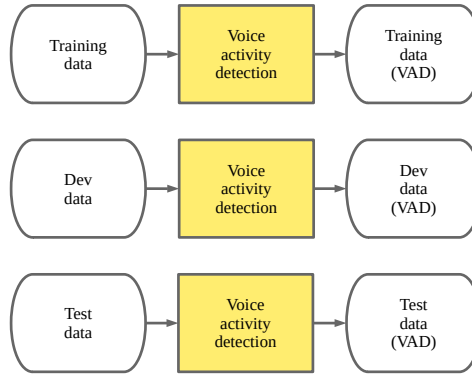 Training
data
Voice
activity
detection
Training
data
(VAD)
Dev
data
Voice
activity
detection
Dev
data
(VAD)
Test
data
Voice
activity
detection
Test
data
(VAD)